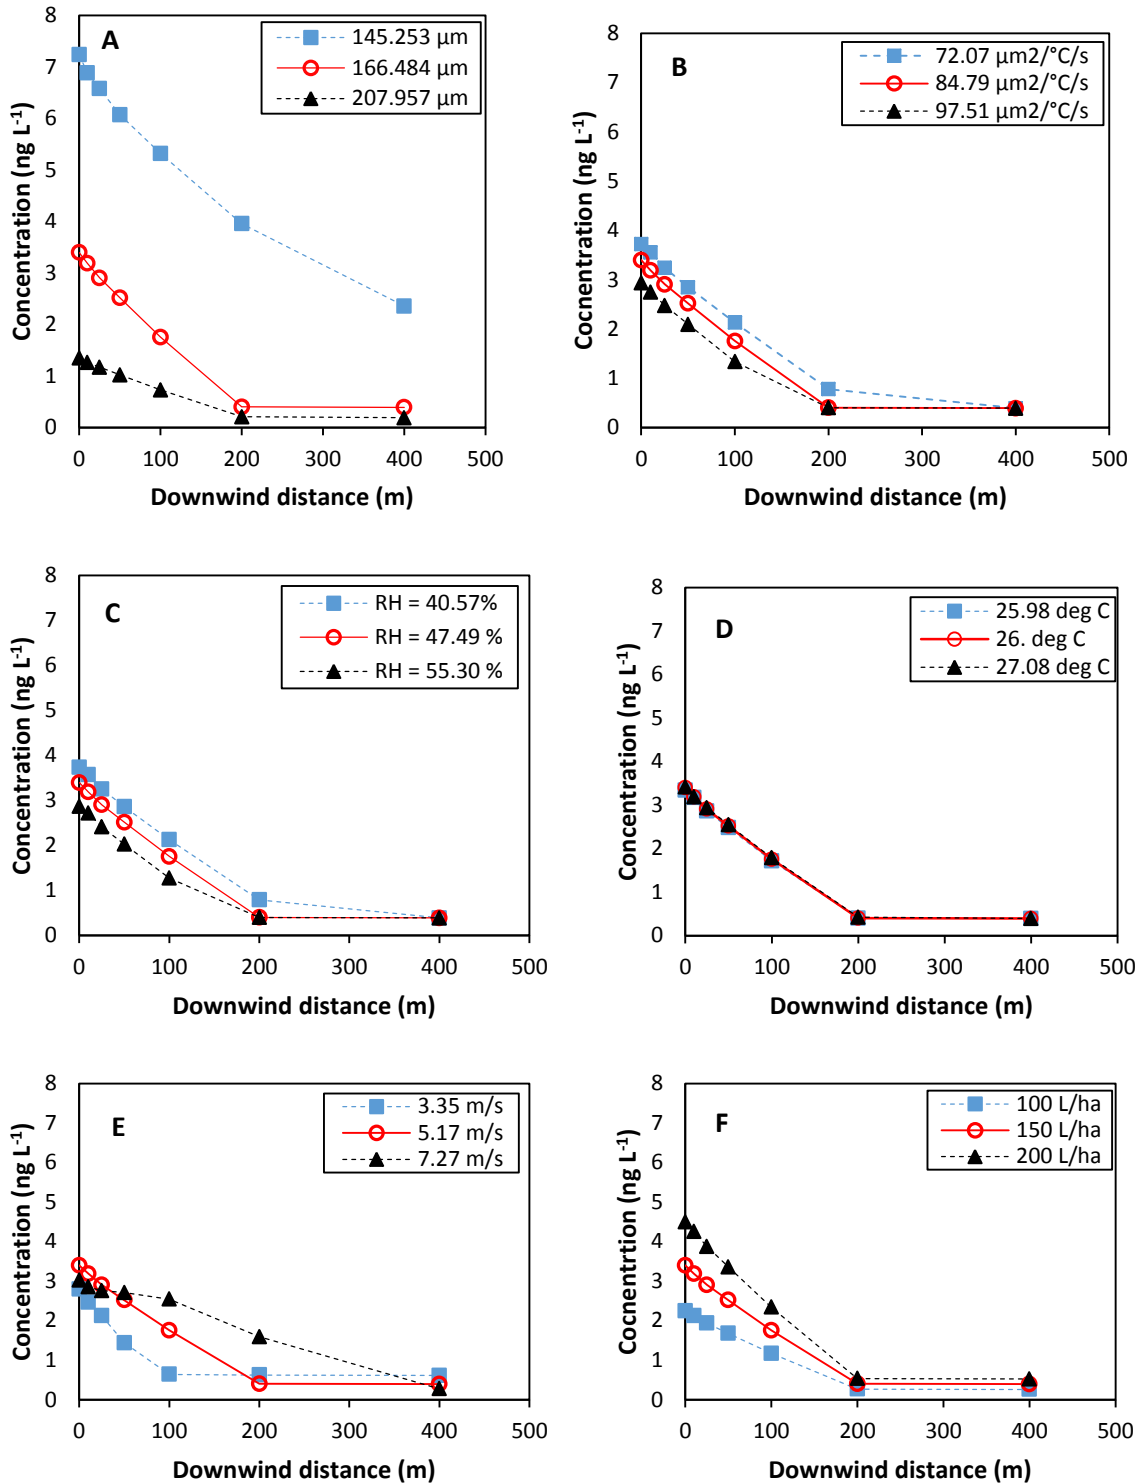 A
145.253 µm
166.484 µm
207.957 µm
Concentration (ng L-1)
8
7
6
5
4
3
2
1
0
0 100 200 300 400 500
Downwind distance (m)
B
72.07 µm2/°C/s
84.79 µm2/°C/s
97.51 µm2/°C/s
Cocnentration (ng L-1)
8
7
6
5
4
3
2
1
0
0 100 200 300 400 500
Downwind distance (m)
C
RH = 40.57%
RH = 47.49 %
RH = 55.30 %
Concentration (ng L-1)
8
7
6
5
4
3
2
1
0
0 100 200 300 400 500
Downwind distance (m)
D
25.98 deg C
26. deg C
27.08 deg C
Concentration (ng L-1)
8
7
6
5
4
3
2
1
0
0 100 200 300 400 500
Downwind distance (m)
E
3.35 m/s
5.17 m/s
7.27 m/s
Concentration (ng L-1)
8
7
6
5
4
3
2
1
0
0 100 200 300 400 500
Downwind distance (m)
F
100 L/ha
150 L/ha
200 L/ha
Cocnentrtion (ng L-1)
8
7
6
5
4
3
2
1
0
0 100 200 300 400 500
Downwind distance (m)